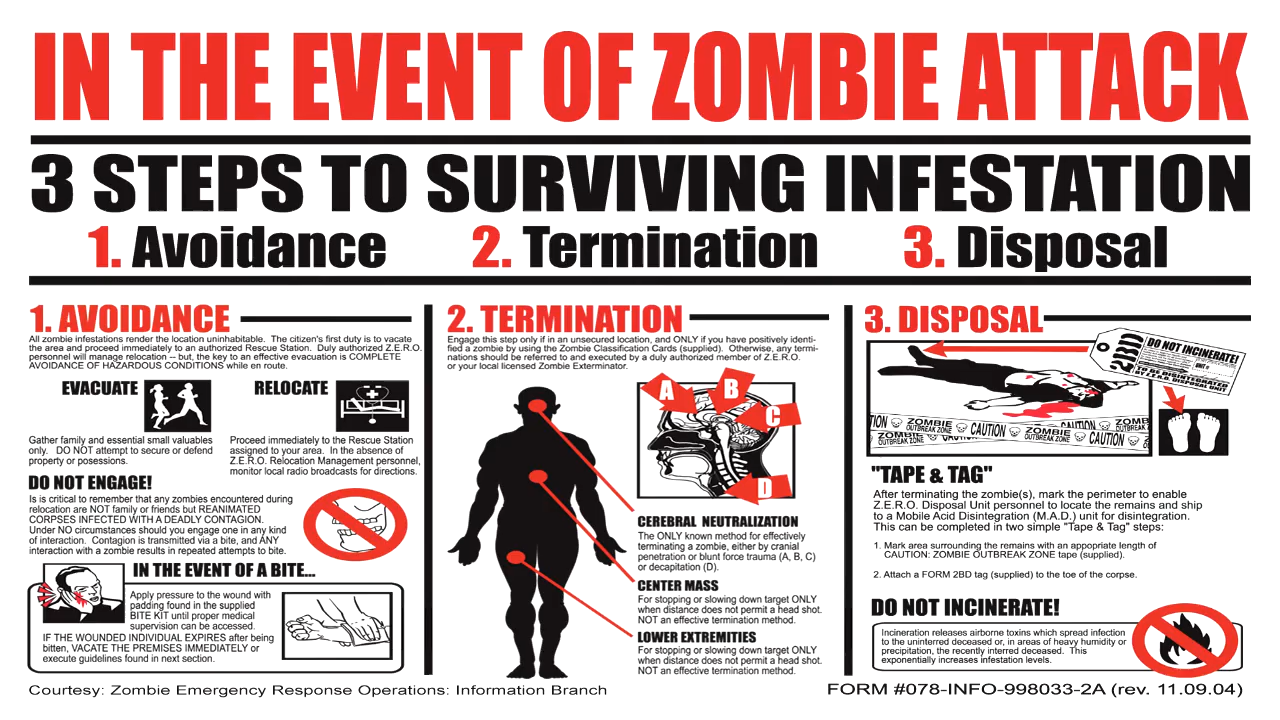 IN THE EVENT OF ZOMBIE ATTACK
3 STEPS TO SURVIVING INFESTATION
1. Avoidance
2. Termination
3. Disposal
1. AVOIDANCE
All zombie infestations render the location uninhabitable. The citizen's first duty is to vacate
the area and proceed immediately to an authorized Rescue Station. Duly authorized Z.E.R.O.
personnel will manage relocation -- but, the key to an effective evacuation is COMPLETE
AVOIDANCE OF HAZARDOUS CONDITIONS while en route.
EVACUATE
Gather family and essential small valuables
only. DO NOT attempt to secure or defend
property or posessions.
RELOCATE
Proceed immediately to the Rescue Station
assigned to your area. In the absence of
Z.E.R.O. Relocation Management personnel,
monitor local radio broadcasts for directions.
DO NOT ENGAGE!
Is is critical to remember that any zombies encountered during
relocation are NOT family or friends but REANIMATED
CORPSES INFECTED WITH A DEADLY CONTAGION.
Under NO circumstances should you engage one in any kind
of interaction. Contagion is transmitted via a bite, and ANY
interaction with a zombie results in repeated attempts to bite.
IN THE EVENT OF A BITE...
Apply pressure to the wound with
padding found in the supplied
BITE KIT until proper medical
supervision can be accessed.
IF THE WOUNDED INDIVIDUAL EXPIRES after being
bitten, VACATE THE PREMISES IMMEDIATELY or
execute guidelines found in next section.
2. TERMINATION
Engage this step only if in an unsecured location, and ONLY if you have positively identi-
fied a zombie by using the Zombie Classification Cards (supplied). Otherwise, any termi-
nations should be referred to and executed by a duly authorized member of Z.E.R.O.
or your local licensed Zombie Exterminator.
A
B
C
D
CEREBRAL NEUTRALIZATION
The ONLY known method for effectively
terminating a zombie, either by cranial
penetration or blunt force trauma (A, B, C)
or decapitation (D).
CENTER MASS
For stopping or slowing down target ONLY
when distance does not permit a head shot.
NOT an effective termination method.
LOWER EXTREMITIES
For stopping or slowing down target ONLY
when distance does not permit a head shot.
NOT an effective termination method.
3. DISPOSAL
2BD
DO NOT INCINERATE!
TO BE DISINTEGRATED
BY Z.E.R.O. DISPOSAL UNIT
TION ZOMBIE OUTBREAK ZONE CAUTION ZOMBIE OUTBREAK ZONE CAUTION ZOMB OUTBREAK
"TAPE & TAG"
After terminating the zombie(s), mark the perimeter to enable
Z.E.R.O. Disposal Unit personnel to locate the remains and ship
to a Mobile Acid Disintegration (M.A.D.) unit for disintegration.
This can be completed in two simple "Tape & Tag" steps:
1. Mark area surrounding the remains with an appopriate length of
CAUTION: ZOMBIE OUTBREAK ZONE tape (supplied).
2. Attach a FORM 2BD tag (supplied) to the toe of the corpse.
DO NOT INCINERATE!
Incineration releases airborne toxins which spread infection
to the uninterred deceased or, in areas of heavy humidity or
precipitation, the recently interred deceased. This
exponentially increases infestation levels.
Courtesy: Zombie Emergency Response Operations: Information Branch
FORM #078-INFO-998033-2A (rev. 11.09.04)